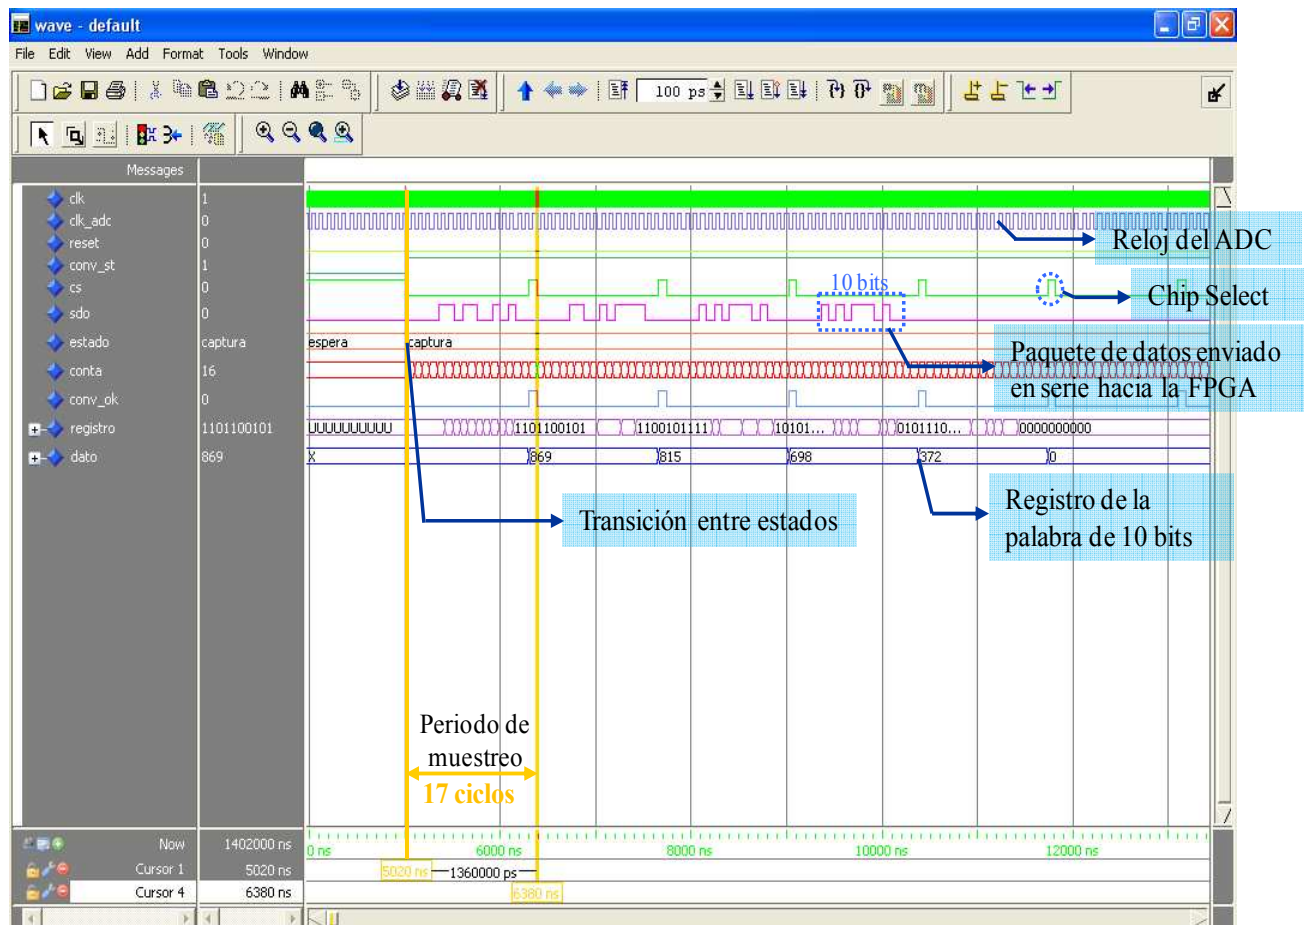 wave - default
File Edit View Add Format Tools Window
100 ps
Messages
clk 1
clk_adc 0
reset 0
conv_st 1
cs 0
sdo 0
estado captura espera captura
conta 16
conv_ok 0
registro 1101100101 UUUUUUUUUU 1101100101 1100101111 10101... 0101110... 0000000000
dato 869 X 869 815 698 372 0
10 bits
Reloj del ADC
Chip Select
Paquete de datos enviado
en serie hacia la FPGA
Registro de la
palabra de 10 bits
Transición entre estados
Periodo de
muestreo
17 ciclos
Now 1402000 ns 0 ns 6000 ns 8000 ns 10000 ns 12000 ns
Cursor 1 5020 ns 5020 ns 1360000 ps
Cursor 4 6380 ns 6380 ns